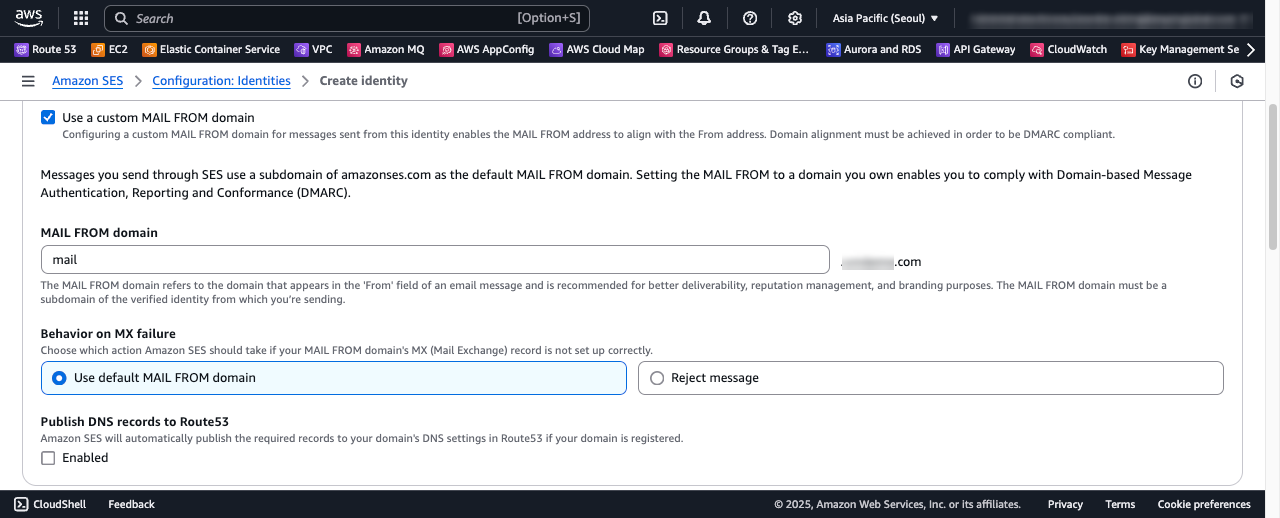 aws
Search [Option+S] Asia Pacific (Seoul)
Route 53 EC2 Elastic Container Service VPC Amazon MQ AWS AppConfig AWS Cloud Map Resource Groups & Tag E... Aurora and RDS API Gateway CloudWatch Key Management Se
Amazon SES Configuration: Identities Create identity
Use a custom MAIL FROM domain
Configuring a custom MAIL FROM domain for messages sent from this identity enables the MAIL FROM address to align with the From address. Domain alignment must be achieved in order to be DMARC compliant.
Messages you send through SES use a subdomain of amazonses.com as the default MAIL FROM domain. Setting the MAIL FROM to a domain you own enables you to comply with Domain-based Message
Authentication, Reporting and Conformance (DMARC).
MAIL FROM domain
mail .com
The MAIL FROM domain refers to the domain that appears in the 'From' field of an email message and is recommended for better deliverability, reputation management, and branding purposes. The MAIL FROM domain must be a
subdomain of the verified identity from which you're sending.
Behavior on MX failure
Choose which action Amazon SES should take if your MAIL FROM domain's MX (Mail Exchange) record is not set up correctly.
Use default MAIL FROM domain Reject message
Publish DNS records to Route53
Amazon SES will automatically publish the required records to your domain's DNS settings in Route53 if your domain is registered.
Enabled
CloudShell Feedback © 2025, Amazon Web Services, Inc. or its affiliates. Privacy Terms Cookie preferences